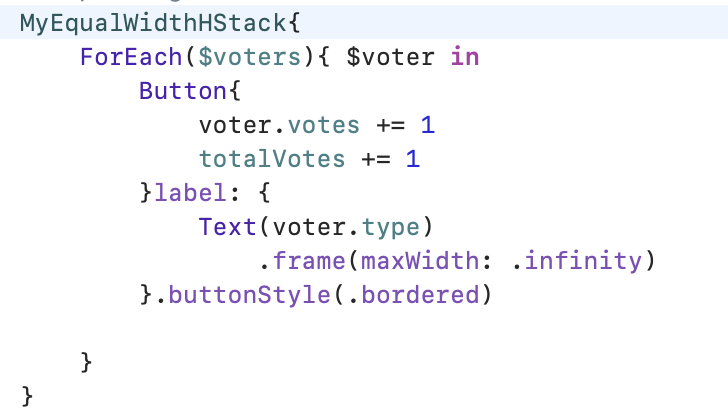 MyEqualWidthHStack{
    ForEach($voters){ $voter in
        Button{
            voter.votes += 1
            totalVotes += 1
        }label: {
            Text(voter.type)
                .frame(maxWidth: .infinity)
        }.buttonStyle(.bordered)

    }
}